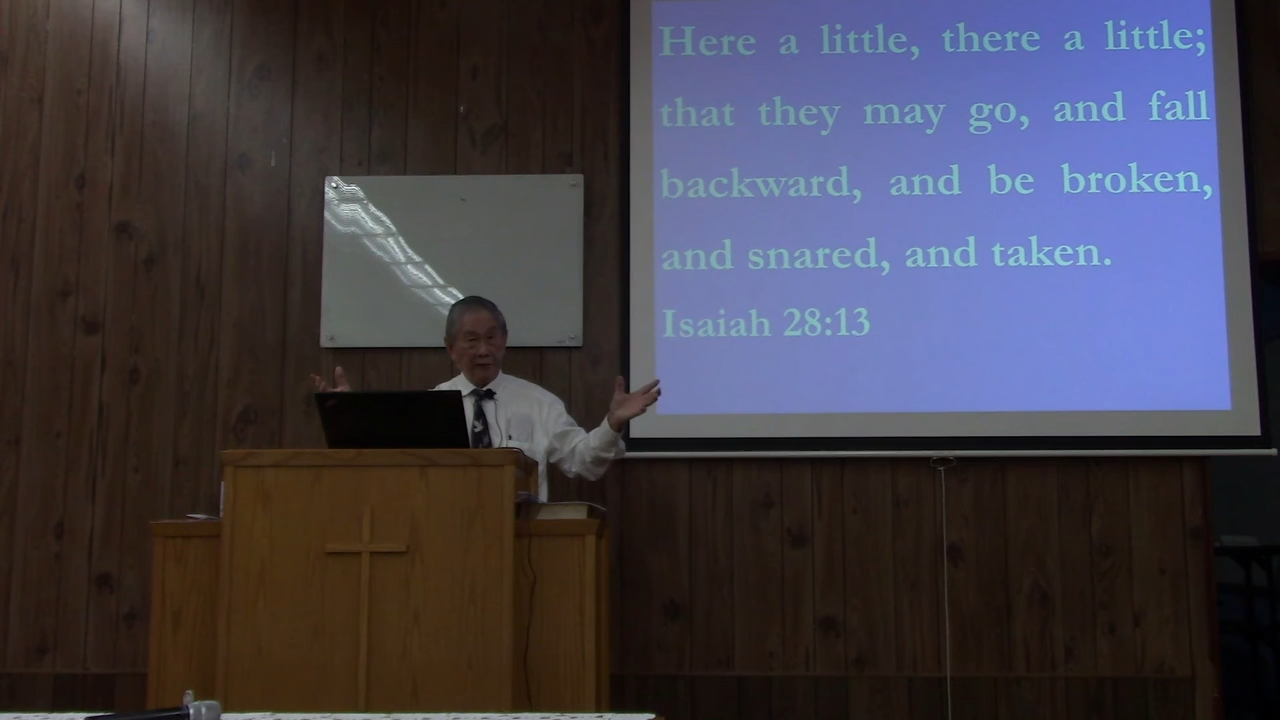 Here a little, there a little;
that they may go, and fall
backward, and be broken,
and snared, and taken.
Isaiah 28:13